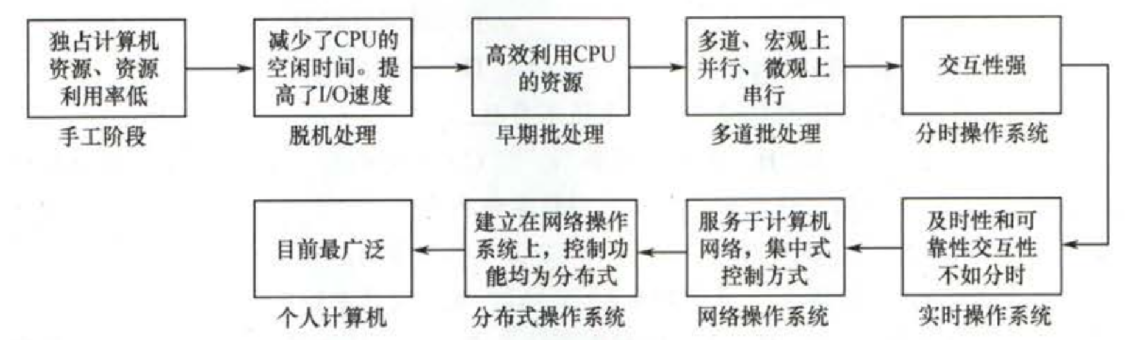 独占计算机
资源、资源
利用率低
手工阶段
减少了CPU的
空闲时间。提
高了I/O速度
脱机处理
高效利用CPU
的资源
早期批处理
多道、宏观上
并行、微观上
串行
多道批处理
交互性强
分时操作系统
及时性和可
靠性交互性
不如分时
实时操作系统
服务于计算机
网络，集中式
控制方式
网络操作系统
建立在网络操作
系统上，控制功
能均为分布式
分布式操作系统
目前最广泛
个人计算机